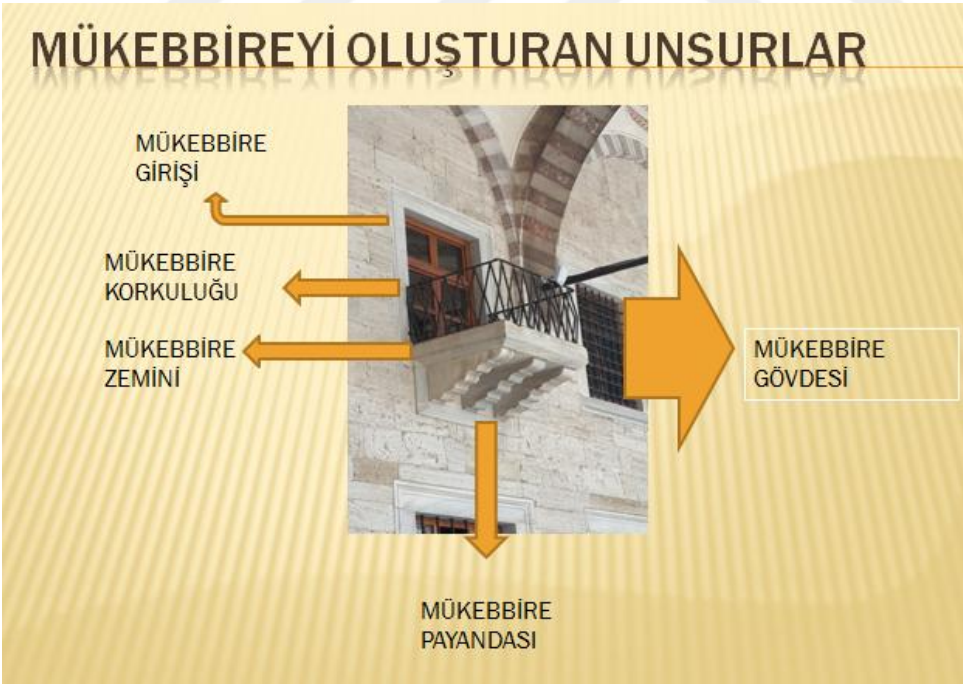 MÜKEBBİREYİ OLUŞTURAN UNSURLAR
MÜKEBBİRE
GİRİŞİ
MÜKEBBİRE
KORKULUĞU
MÜKEBBİRE
ZEMİNİ
MÜKEBBİRE
GÖVDESİ
MÜKEBBİRE
PAYANDASI